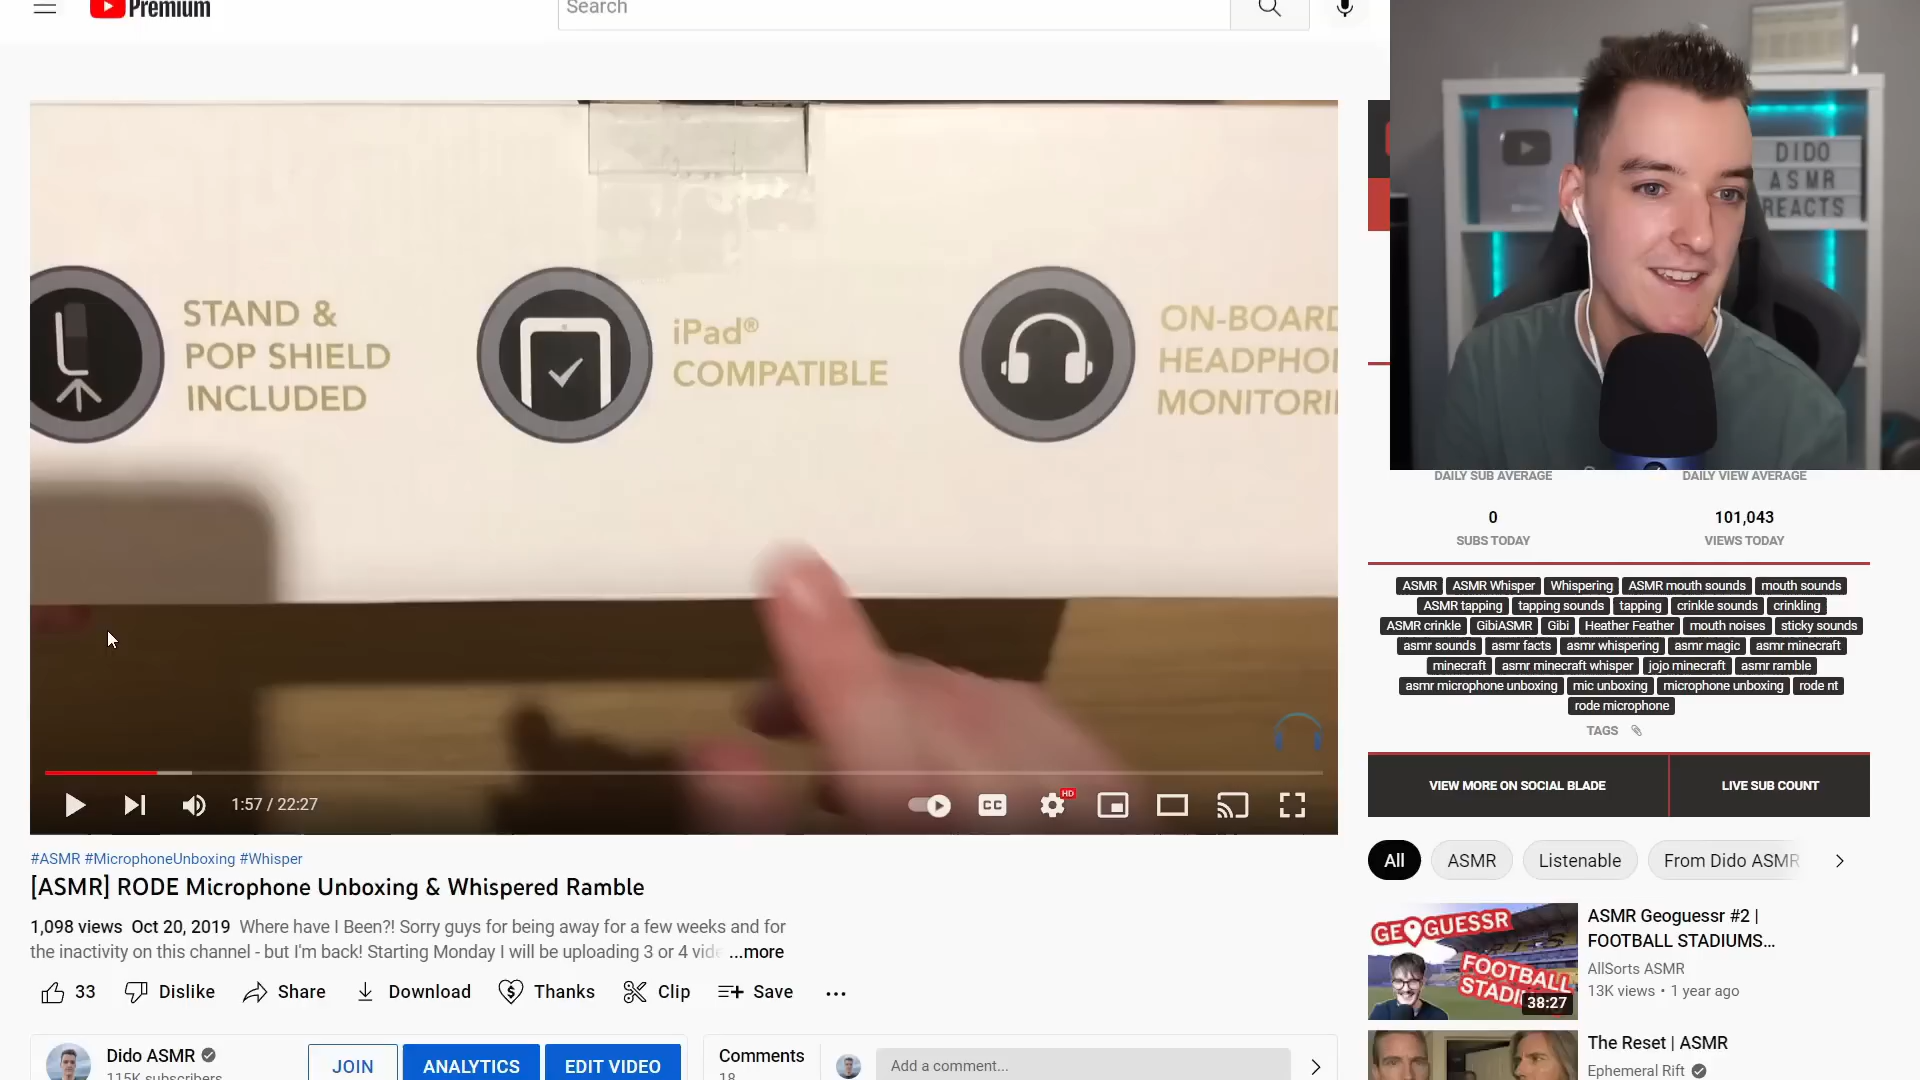 Premium
Search
STAND &
POP SHIELD
INCLUDED
iPad®
COMPATIBLE
ON-BOARD
HEADPHO
MONITORI
DIDO
ASMR
REACTS
1:57 / 22:27
CC
HD
#ASMR #MicrophoneUnboxing #Whisper
[ASMR] RODE Microphone Unboxing & Whispered Ramble
1,098 views Oct 20, 2019 Where have I Been?! Sorry guys for being away for a few weeks and for
the inactivity on this channel - but I'm back! Starting Monday I will be uploading 3 or 4 vide ...more
33 Dislike Share Download Thanks Clip Save
Dido ASMR
115K subscribers
JOIN
ANALYTICS
EDIT VIDEO
Comments
18
Add a comment...
DAILY SUB AVERAGE DAILY VIEW AVERAGE
0 101,043
SUBS TODAY VIEWS TODAY
ASMR ASMR Whisper Whispering ASMR mouth sounds mouth sounds
ASMR tapping tapping sounds tapping crinkle sounds crinkling
ASMR crinkle GibiASMR Gibi Heather Feather mouth noises sticky sounds
asmr sounds asmr facts asmr whispering asmr magic asmr minecraft
minecraft asmr minecraft whisper jojo minecraft asmr ramble
asmr microphone unboxing mic unboxing microphone unboxing rode nt
rode microphone
TAGS
VIEW MORE ON SOCIAL BLADE LIVE SUB COUNT
All ASMR Listenable From Dido ASMR
GEOGUESSR
FOOTBALL
STADI
38:27
ASMR Geoguessr #2 |
FOOTBALL STADIUMS...
AllSorts ASMR
13K views • 1 year ago
The Reset | ASMR
Ephemeral Rift